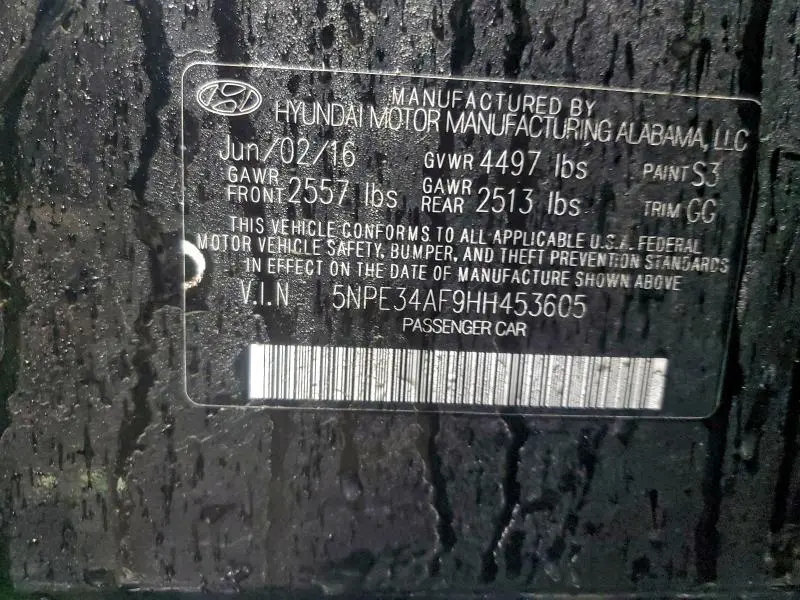 MANUFACTURED BY
HYUNDAI MOTOR MANUFACTURING ALABAMA, LLC
Jun/02/16 GVWR 4497 lbs PAINT S3
GAWR FRONT 2557 lbs GAWR REAR 2513 lbs TRIM GG
THIS VEHICLE CONFORMS TO ALL APPLICABLE U.S.A. FEDERAL
MOTOR VEHICLE SAFETY, BUMPER, AND THEFT PREVENTION STANDARDS
IN EFFECT ON THE DATE OF MANUFACTURE SHOWN ABOVE
V.I.N 5NPE34AF9HH453605
PASSENGER CAR